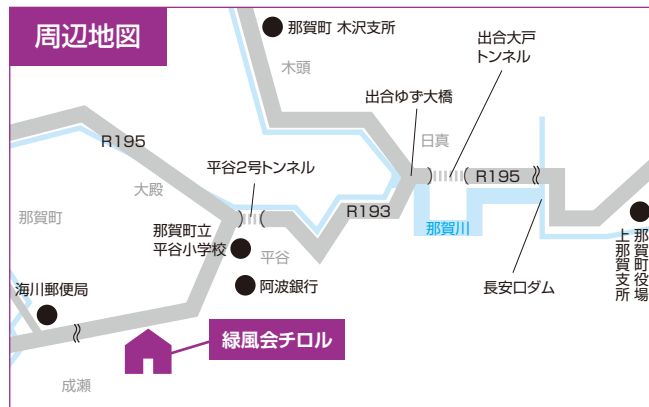 周辺地図
那賀町 木沢支所
出合大戸
トンネル
木頭
出合ゆず大橋
日真
R195
平谷2号トンネル
R195
大殿
R193
那賀町
那賀町立
平谷小学校
平谷
那賀川
那賀町役場
上那賀支所
海川郵便局
阿波銀行
長安口ダム
緑風会チロル
成瀬